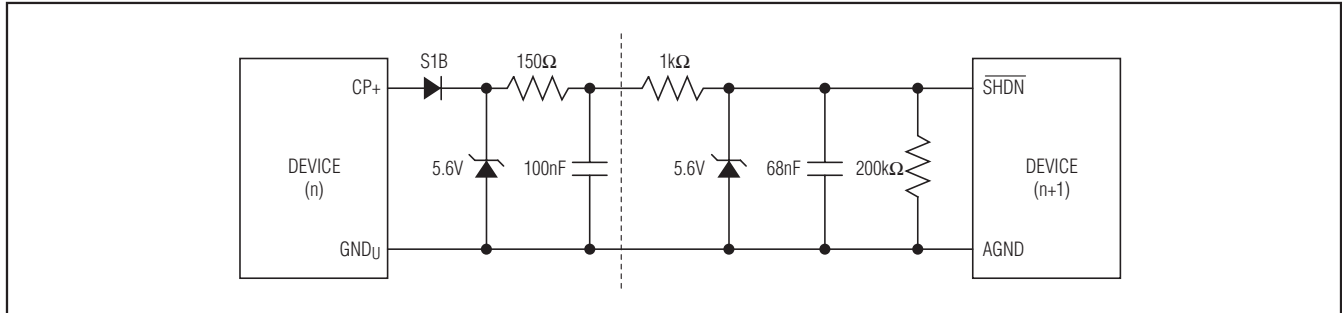 S1B
150Ω
1kΩ
CP+
SHDN
DEVICE
(n)
5.6V
100nF
5.6V
68nF
200kΩ
DEVICE
(n+1)
GNDU
AGND